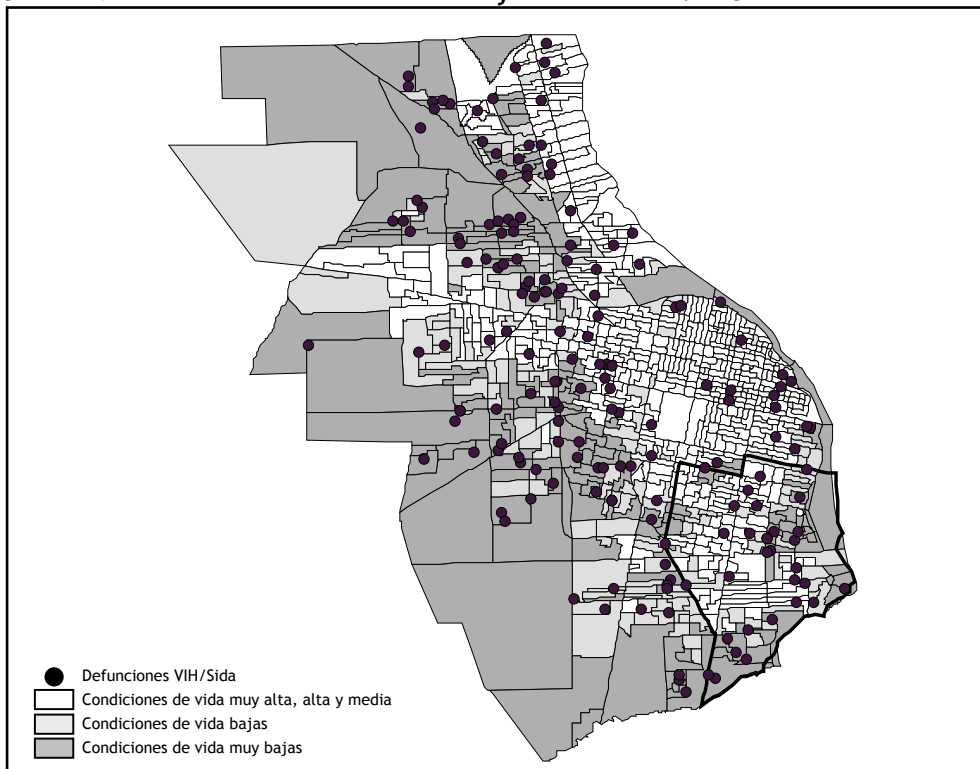 Defunciones VIH/Sida
Condiciones de vida muy alta, alta y media
Condiciones de vida bajas
Condiciones de vida muy bajas